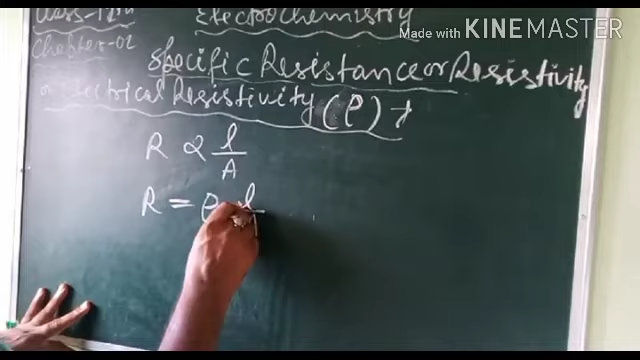 Class-12th Electrochemistry
Made with KINEMASTER
Chapter-02
Specific Resistance or Resistivity
or Electrical Resistivity (ρ) →
R ∝ l/A
R = ρ l